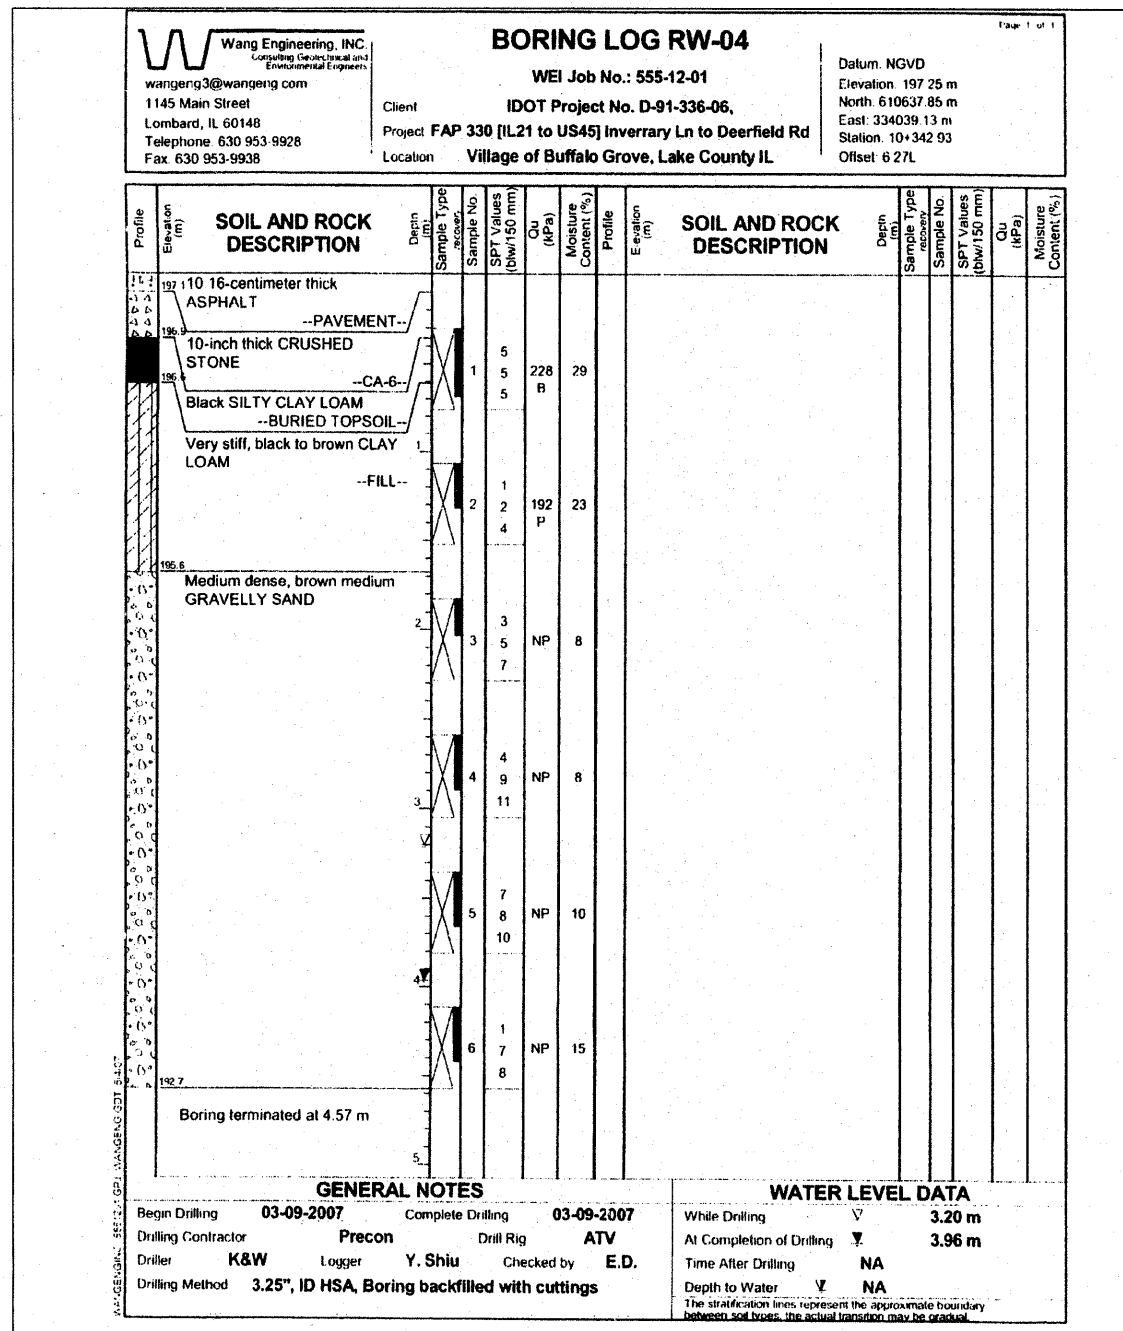 Page 1 of 1
Wang Engineering, INC.
Consulting Geotechnical and
Environmental Engineers
wangeng3@wangeng com
1145 Main Street
Lombard, IL 60148
Telephone. 630 953-9928
Fax. 630 953-9938
BORING LOG RW-04
WEI Job No.: 555-12-01
Client IDOT Project No. D-91-336-06,
Project FAP 330 [IL21 to US45] Inverrary Ln to Deerfield Rd
Location Village of Buffalo Grove, Lake County IL
Datum. NGVD
Elevation 197 25 m
North. 610637.85 m
East: 334039.13 m
Station. 10+342 93
Offset 6 27L
Profile
Elevation (m)
SOIL AND ROCK
DESCRIPTION
Depth (m)
Sample Type
recovery
Sample No.
SPT Values
(blw/150 mm)
Qu
(kPa)
Moisture
Content (%)
Profile
Elevation (m)
SOIL AND ROCK
DESCRIPTION
Depth (m)
Sample Type
recovery
Sample No.
SPT Values
(blw/150 mm)
Qu
(kPa)
Moisture
Content (%)
197 1 10 16-centimeter thick
ASPHALT
--PAVEMENT--
196.9
10-inch thick CRUSHED
STONE
--CA-6--
196.6
Black SILTY CLAY LOAM
--BURIED TOPSOIL--
Very stiff, black to brown CLAY
LOAM
--FILL--
195.6
Medium dense, brown medium
GRAVELLY SAND
192 7
Boring terminated at 4.57 m
1
2
3
4
5
1 5 5 5 228 B 29
2 1 2 4 192 P 23
3 3 5 7 NP 8
4 4 9 11 NP 8
5 7 8 10 NP 10
6 1 7 8 NP 15
GENERAL NOTES
Begin Drilling 03-09-2007 Complete Drilling 03-09-2007
Drilling Contractor Precon Drill Rig ATV
Driller K&W Logger Y. Shiu Checked by E.D.
Drilling Method 3.25", ID HSA, Boring backfilled with cuttings
WATER LEVEL DATA
While Drilling 3.20 m
At Completion of Drilling 3.96 m
Time After Drilling NA
Depth to Water NA
The stratification lines represent the approximate boundary
between soil types, the actual transition may be gradual.